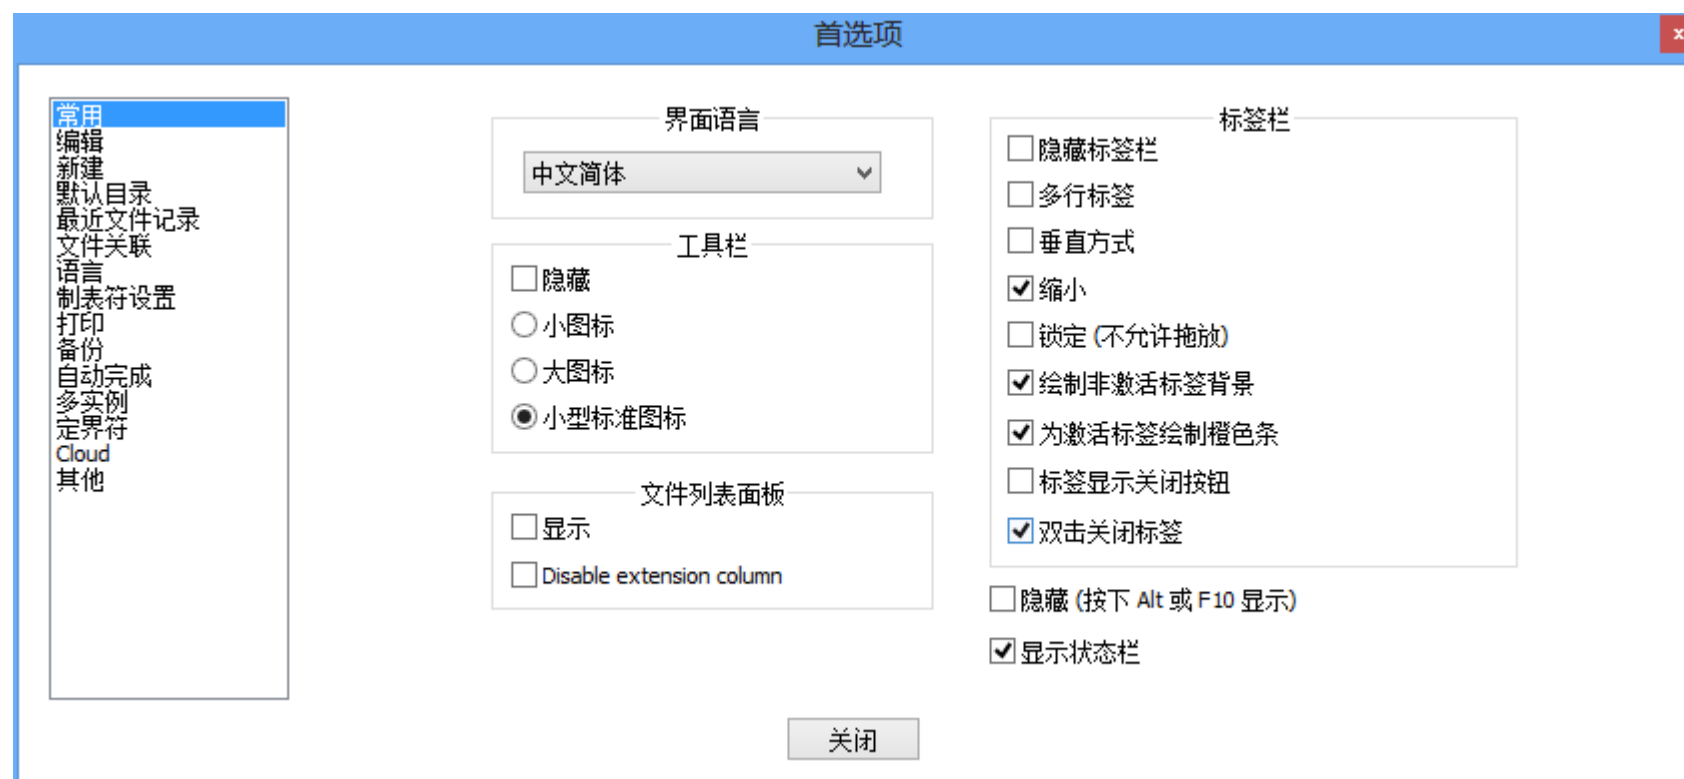 首选项
x
常用
编辑
新建
默认目录
最近文件记录
文件关联
语言
制表符设置
打印
备份
自动完成
多实例
定界符
Cloud
其他
界面语言
中文简体
工具栏
隐藏
小图标
大图标
小型标准图标
文件列表面板
显示
Disable extension column
标签栏
隐藏标签栏
多行标签
垂直方式
缩小
锁定 (不允许拖放)
绘制非激活标签背景
为激活标签绘制橙色条
标签显示关闭按钮
双击关闭标签
隐藏 (按下 Alt 或 F10 显示)
显示状态栏
关闭